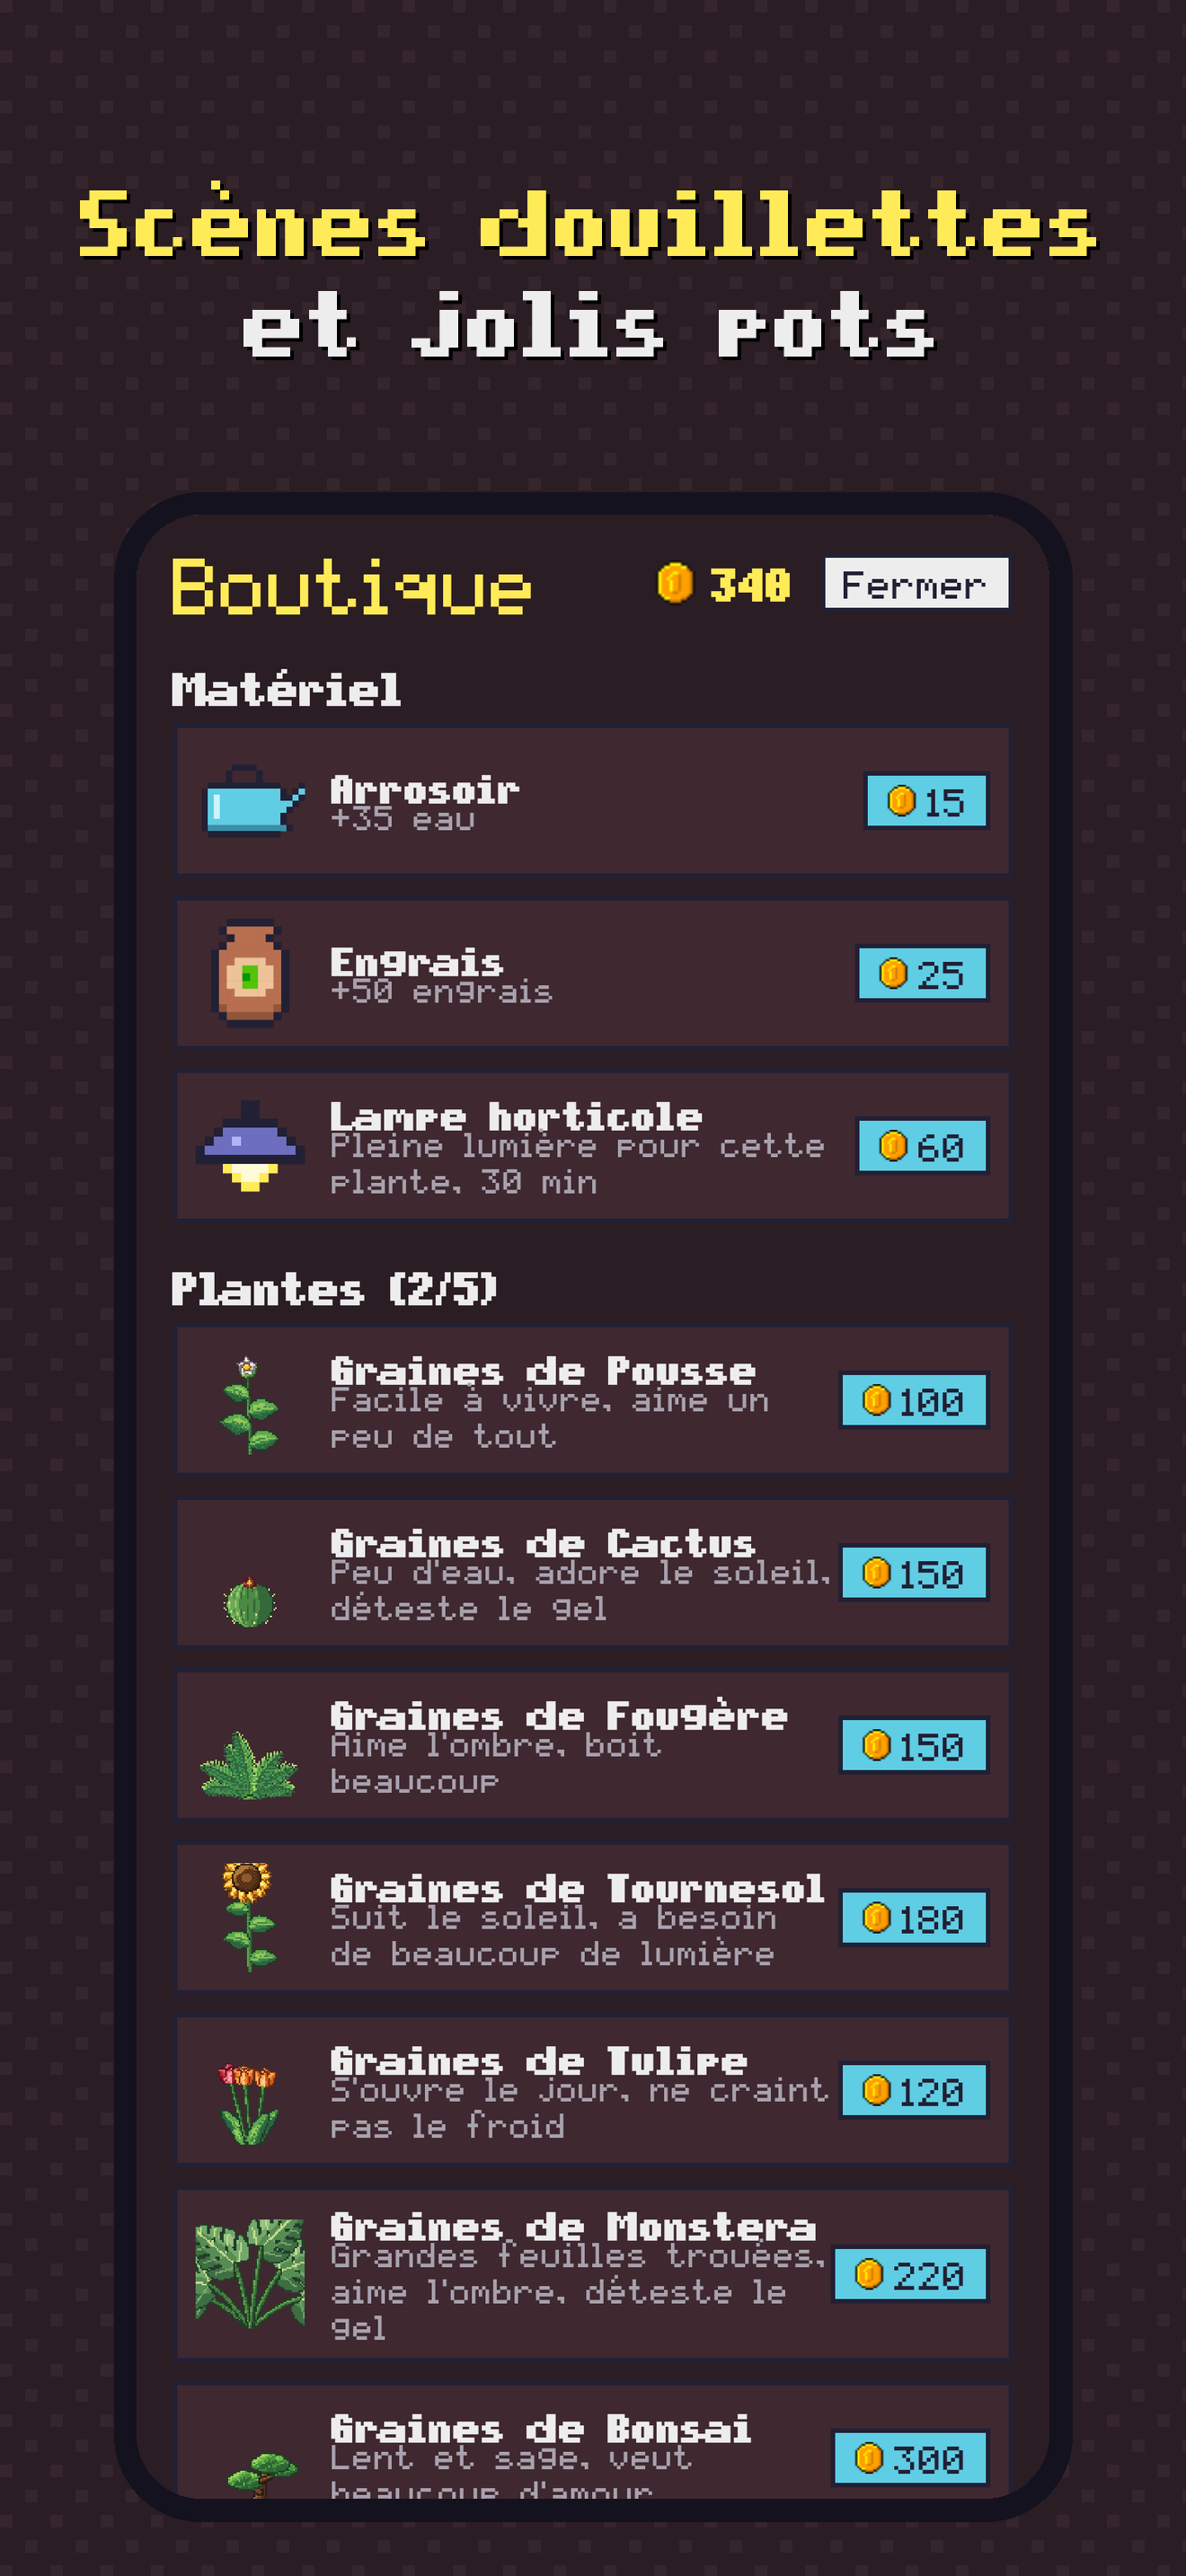 Scènes douillettes
et jolis pots
Boutique
340
Fermer
Matériel
Arrosoir
+35 eau
15
Engrais
+50 engrais
25
Lampe horticole
Pleine lumière pour cette
plante, 30 min
60
Plantes (2/5)
Graines de Pousse
Facile à vivre, aime un
peu de tout
100
Graines de Cactus
Peu d'eau, adore le soleil,
déteste le gel
150
Graines de Fougère
Aime l'ombre, boit
beaucoup
150
Graines de Tournesol
Suit le soleil, a besoin
de beaucoup de lumière
180
Graines de Tulipe
S'ouvre le jour, ne craint
pas le froid
120
Graines de Monstera
Grandes feuilles trouées,
aime l'ombre, déteste le
gel
220
Graines de Bonsai
Lent et sage, veut
beaucoup d'amour
300